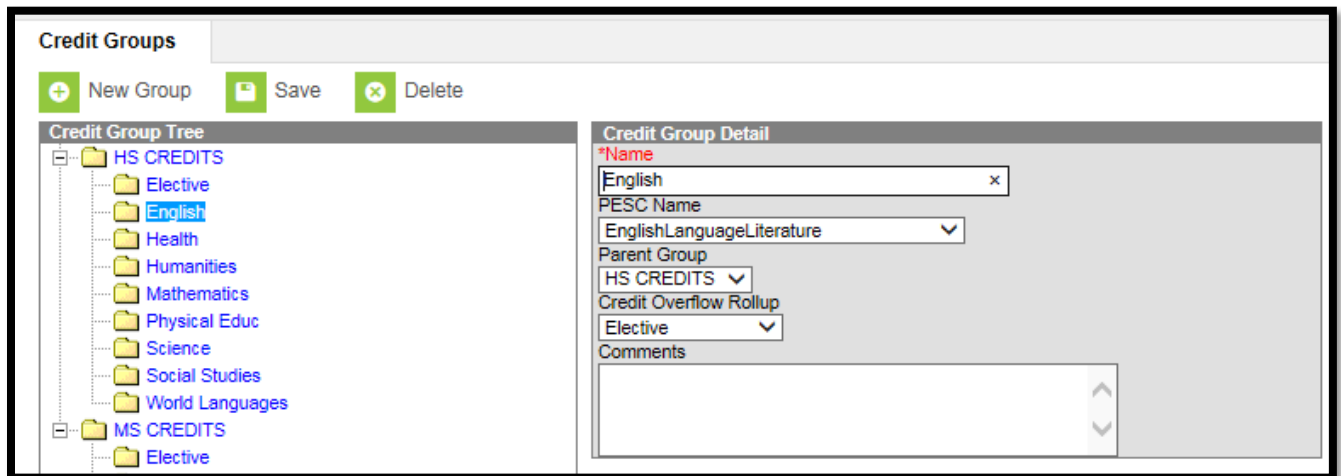 Credit Groups
New Group Save Delete
Credit Group Tree
HS CREDITS
Elective
English
Health
Humanities
Mathematics
Physical Educ
Science
Social Studies
World Languages
MS CREDITS
Elective
Credit Group Detail
*Name
English
PESC Name
EnglishLanguageLiterature
Parent Group
HS CREDITS
Credit Overflow Rollup
Elective
Comments